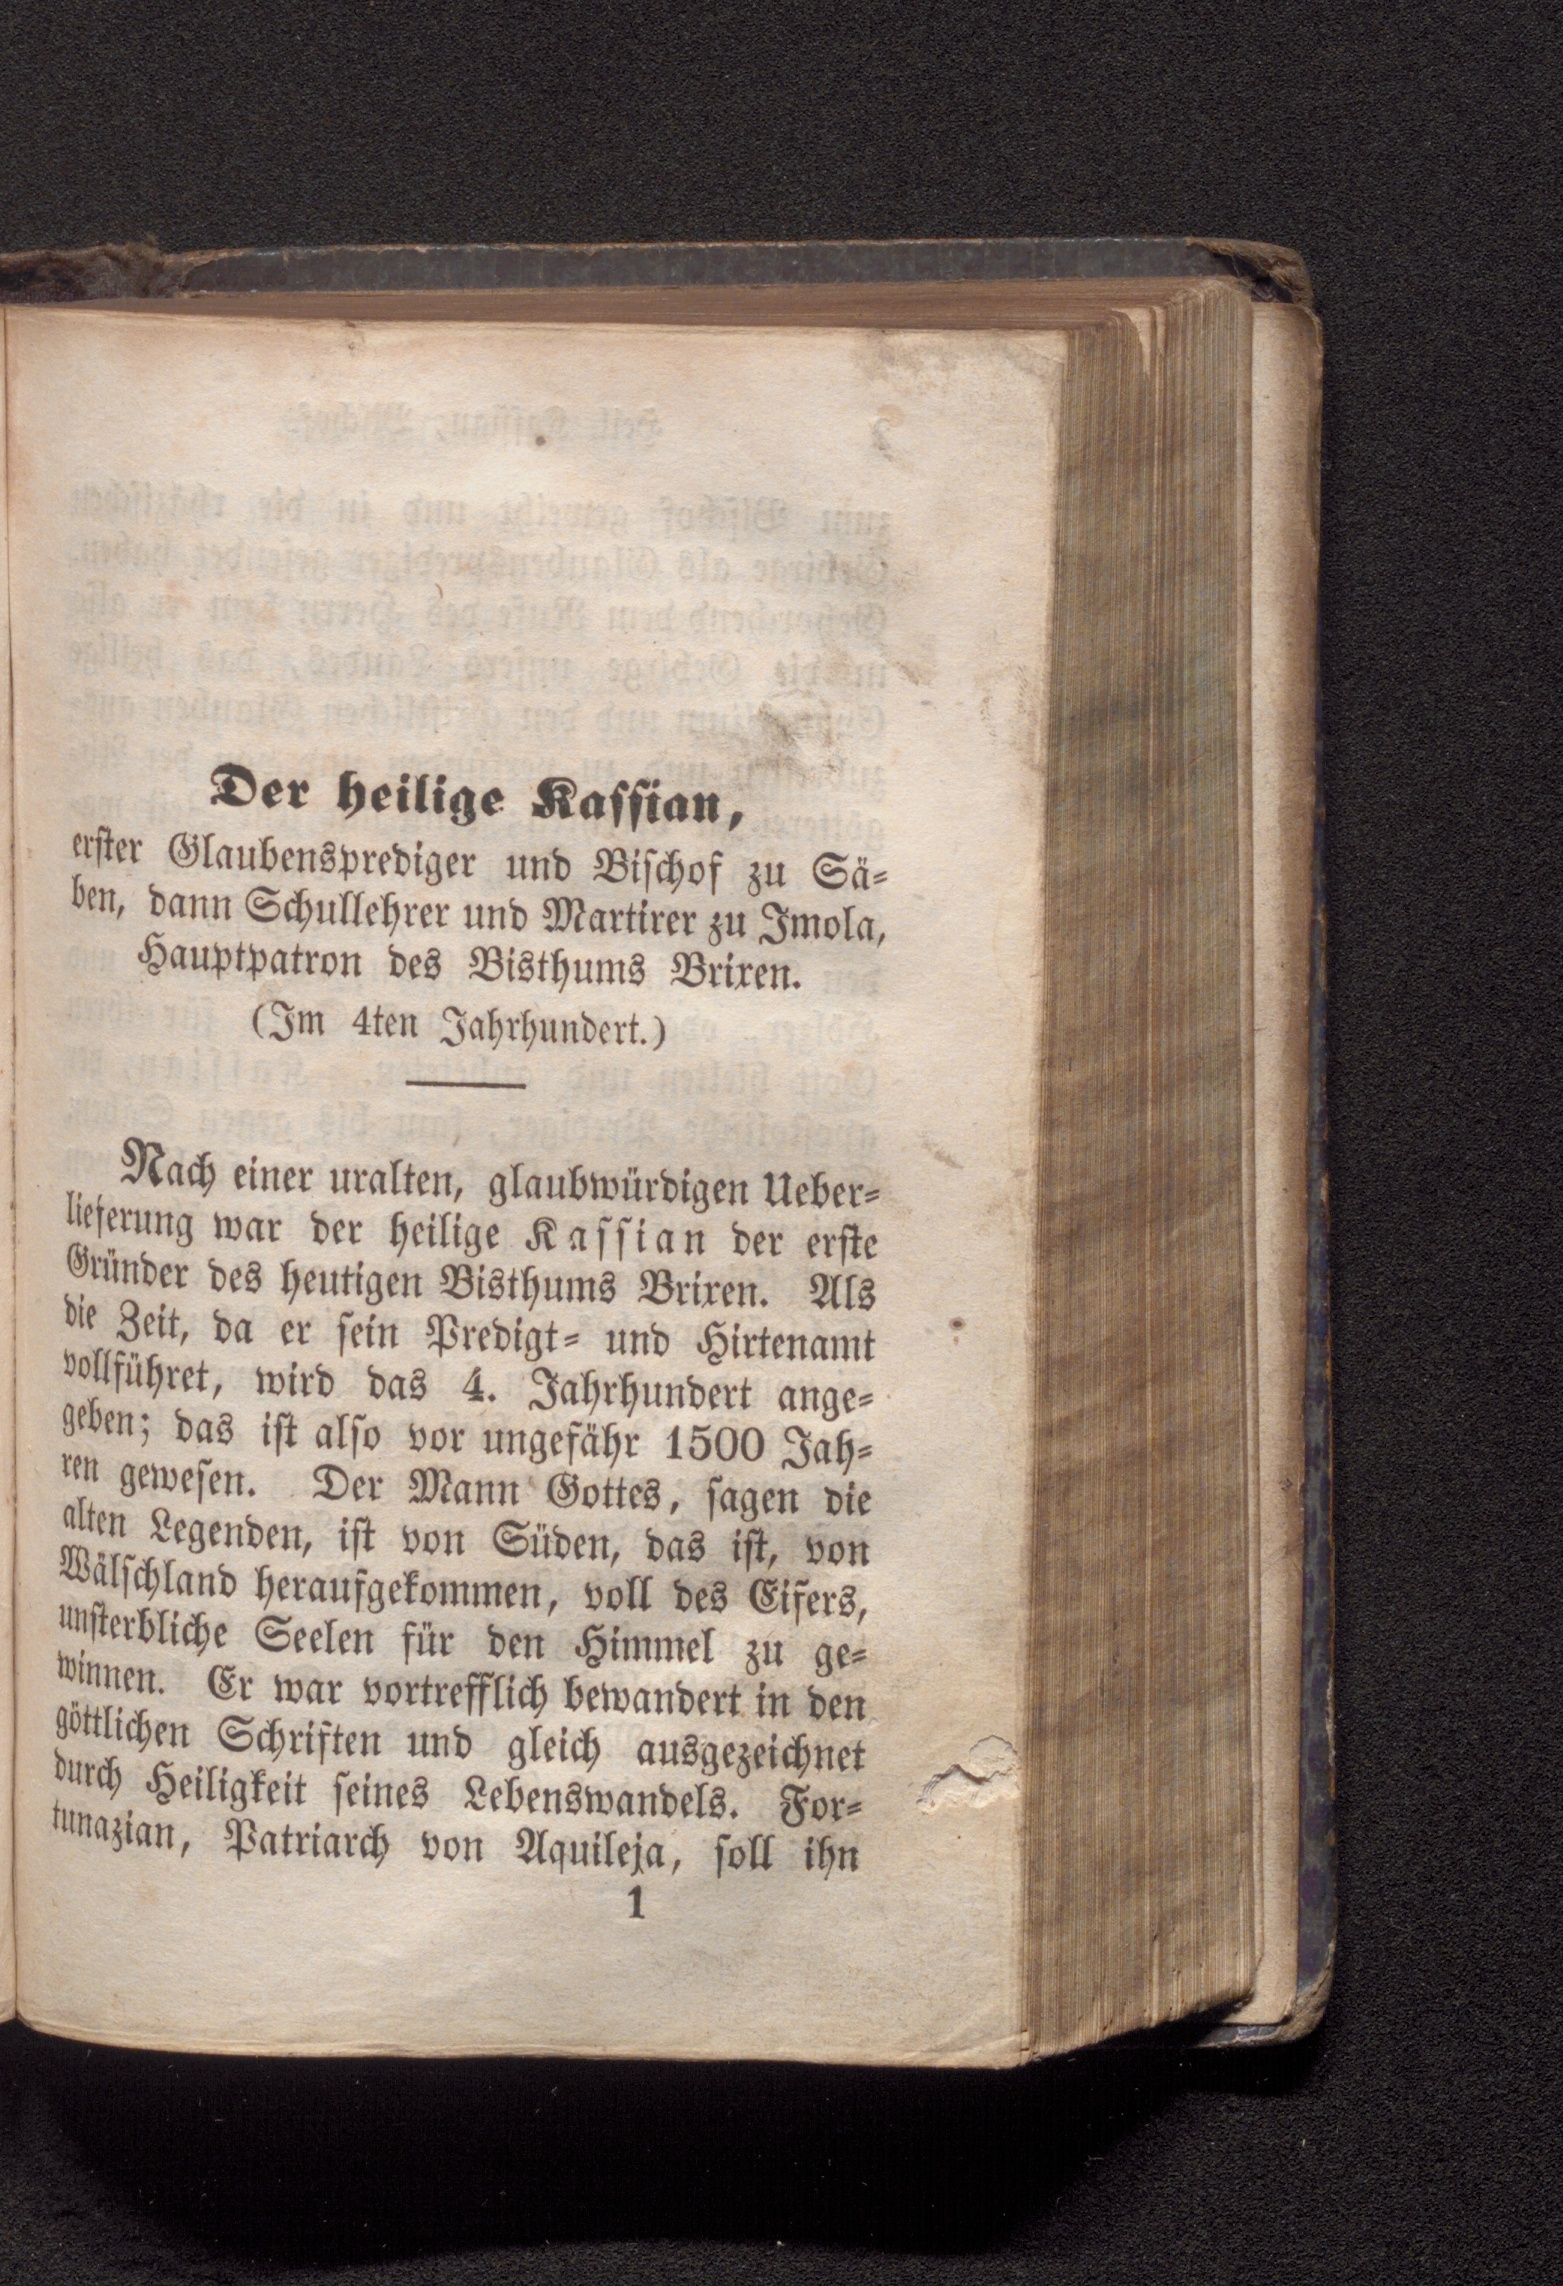 Der heilige Kassian,
erster Glaubensprediger und Bischof zu Sä-
ben, dann Schullehrer und Martirer zu Imola,
Hauptpatron des Bisthums Brixen.
(Im 4ten Jahrhundert.)
Nach einer uralten, glaubwürdigen Ueber-
lieferung war der heilige Kassian der erste
Gründer des heutigen Bisthums Brixen. Als
die Zeit, da er sein Predigt- und Hirtenamt
vollführet, wird das 4. Jahrhundert ange-
geben; das ist also vor ungefähr 1500 Jah-
ren gewesen. Der Mann Gottes, sagen die
alten Legenden, ist von Süden, das ist, von
Wälschland heraufgekommen, voll des Eifers,
unsterbliche Seelen für den Himmel zu ge-
winnen. Er war vortrefflich bewandert in den
göttlichen Schriften und gleich ausgezeichnet
durch Heiligkeit seines Lebenswandels. For-
tunazian, Patriarch von Aquileja, soll ihn
1